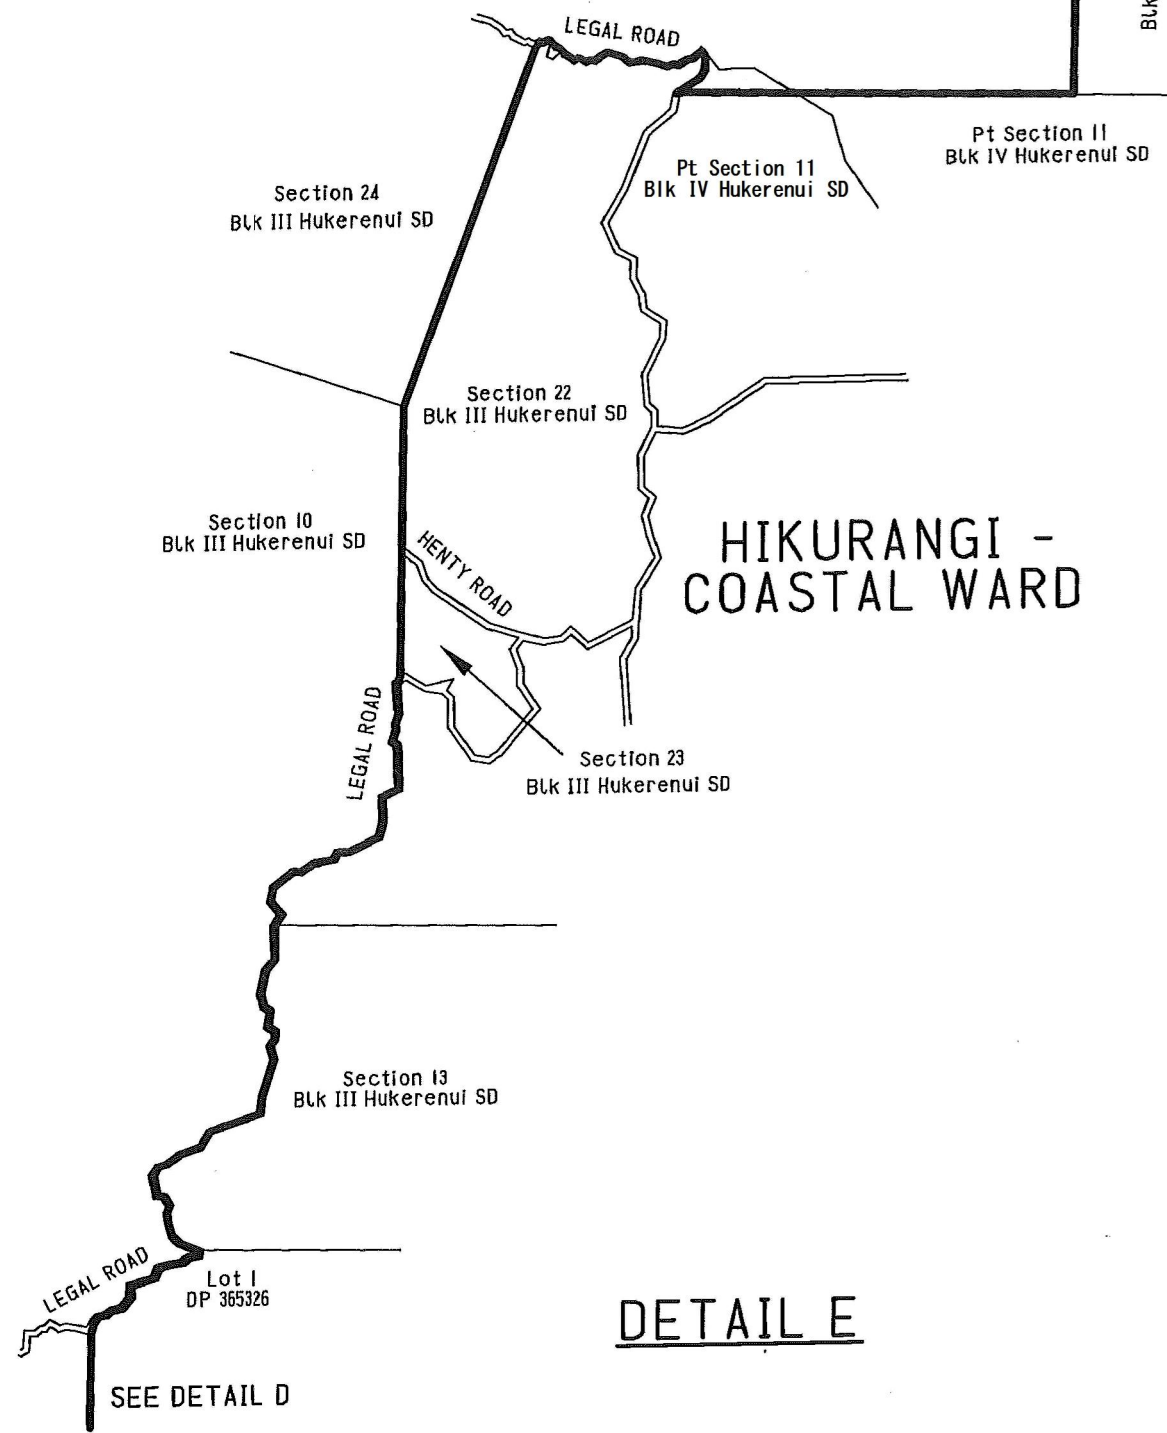 LEGAL ROAD
Blk
Pt Section 11
Blk IV Hukerenui SD
Pt Section 11
Blk IV Hukerenui SD
Section 24
Blk III Hukerenui SD
Section 22
Blk III Hukerenui SD
Section 10
Blk III Hukerenui SD
HENTY ROAD
HIKURANGI -
COASTAL WARD
LEGAL ROAD
Section 23
Blk III Hukerenui SD
Section 13
Blk III Hukerenui SD
LEGAL ROAD
Lot 1
DP 365326
DETAIL E
SEE DETAIL D